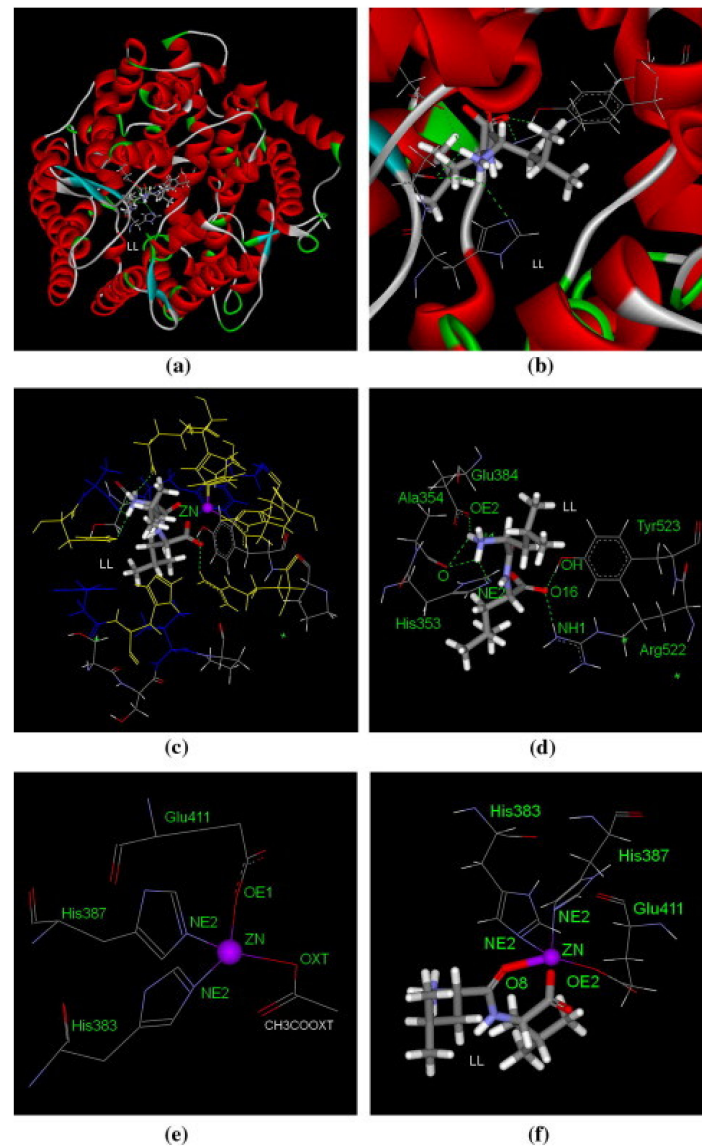 LL
(a)
LL
(b)
ZN
LL
(c)
Glu384
Ala354
OE2
LL
Tyr523
O
OH
NE2
O16
His353
NH1
Arg522
*
(d)
Glu411
OE1
His387
NE2
ZN
OXT
NE2
His383
CH3COOXT
(e)
His383
His387
Glu411
NE2
NE2
ZN
O8
OE2
LL
(f)